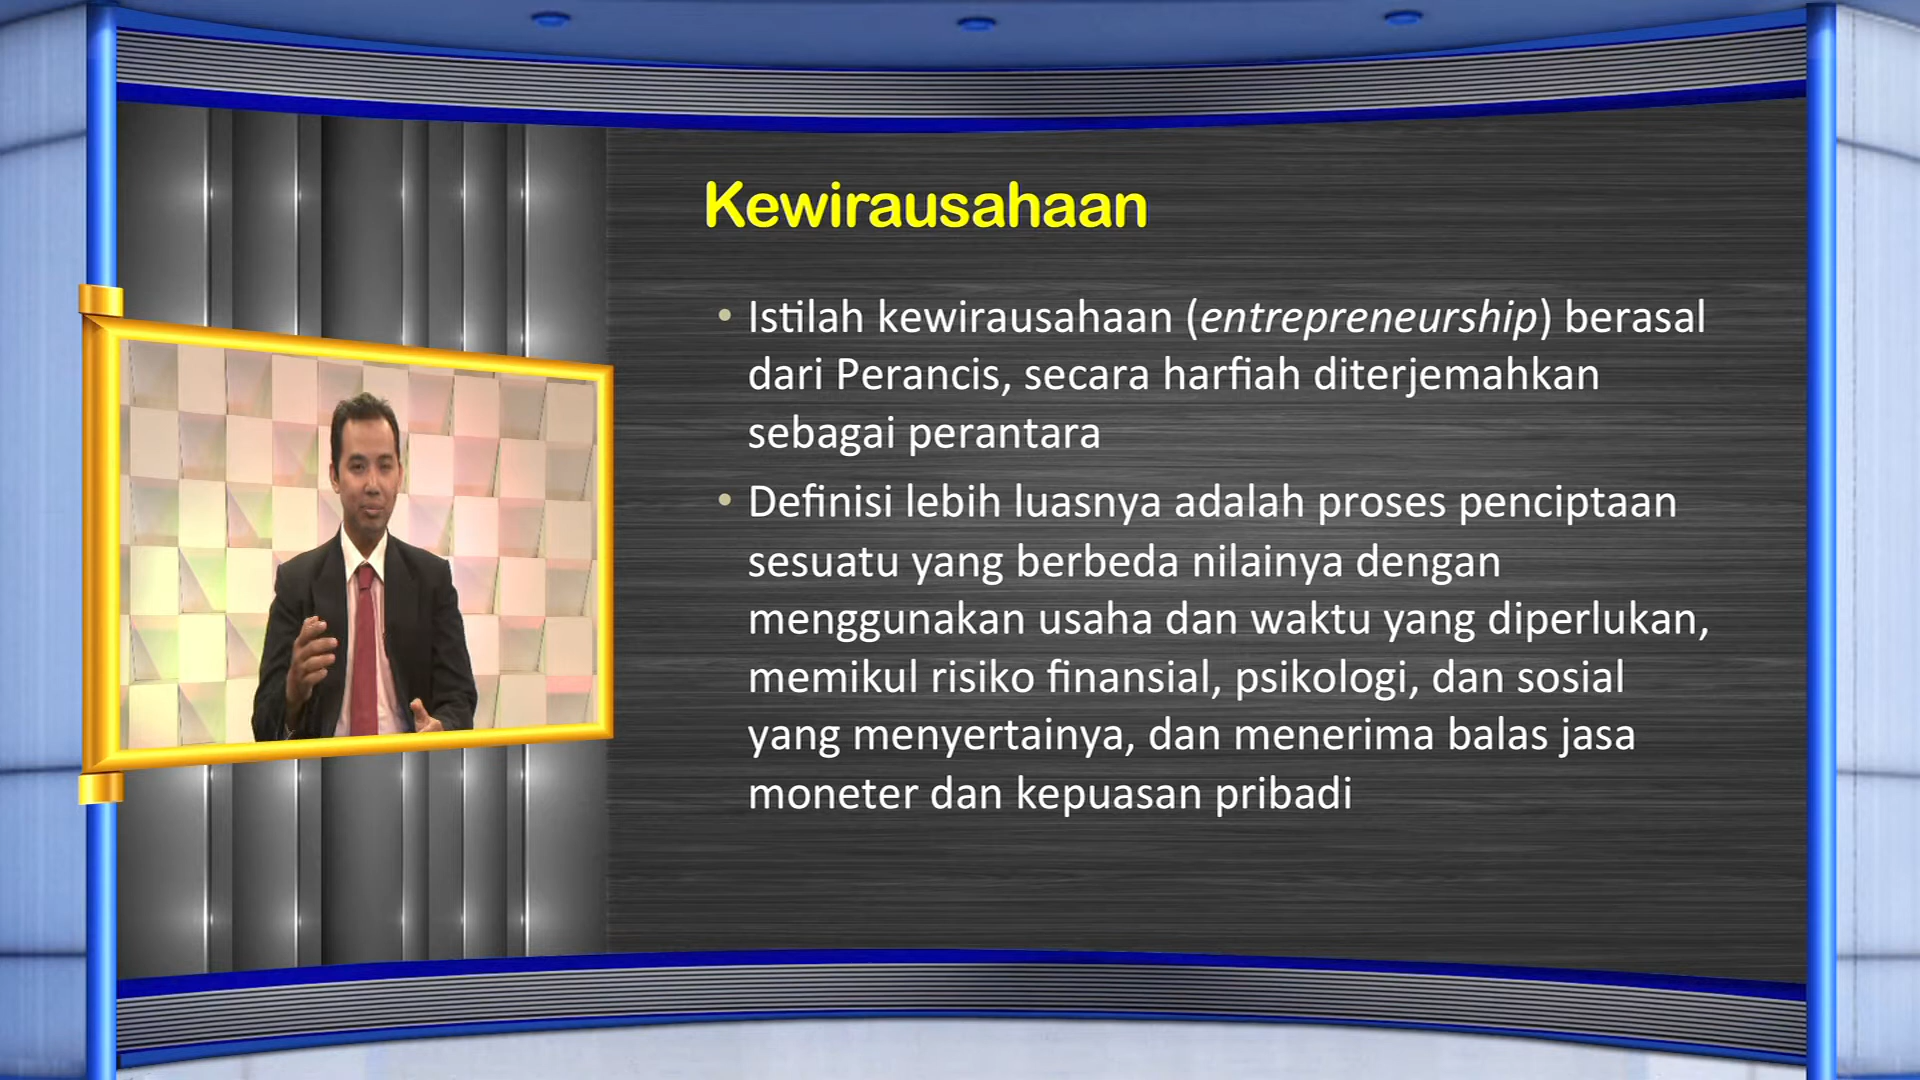 Kewirausahaan
• Istilah kewirausahaan (entrepreneurship) berasal
dari Perancis, secara harfiah diterjemahkan
sebagai perantara
• Definisi lebih luasnya adalah proses penciptaan
sesuatu yang berbeda nilainya dengan
menggunakan usaha dan waktu yang diperlukan,
memikul risiko finansial, psikologi, dan sosial
yang menyertainya, dan menerima balas jasa
moneter dan kepuasan pribadi